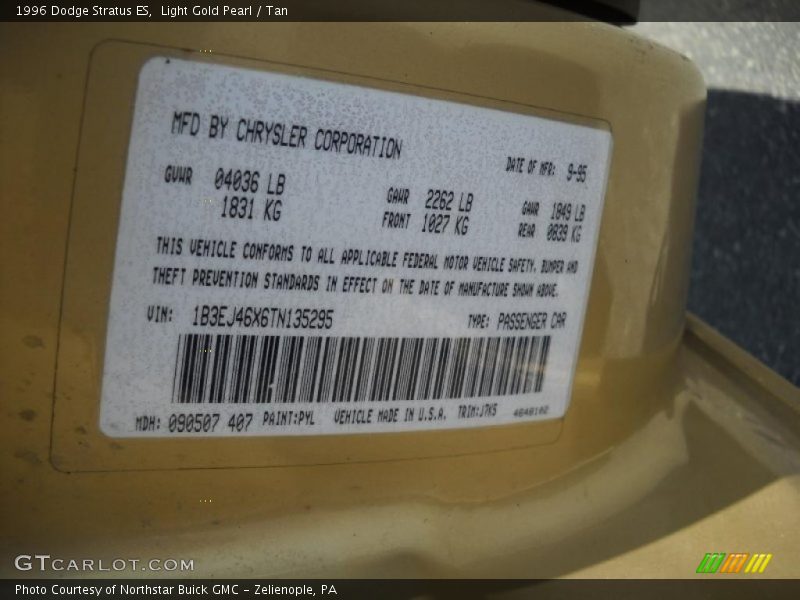 1996 Dodge Stratus ES,  Light Gold Pearl / Tan
MFD BY CHRYSLER CORPORATION
DATE OF MFR: 9-95
GVWR 04036 LB
1831 KG
GAWR 2262 LB
FRONT 1027 KG
GAWR 1849 LB
REAR 0839 KG
THIS VEHICLE CONFORMS TO ALL APPLICABLE FEDERAL MOTOR VEHICLE SAFETY, BUMPER AND
THEFT PREVENTION STANDARDS IN EFFECT ON THE DATE OF MANUFACTURE SHOWN ABOVE.
VIN: 1B3EJ46X6TN135295
TYPE: PASSENGER CAR
MDH: 090507 407 PAINT:PYL VEHICLE MADE IN U.S.A. TRIM:J7K5
GTCARLOT.COM
Photo Courtesy of Northstar Buick GMC - Zelienople, PA